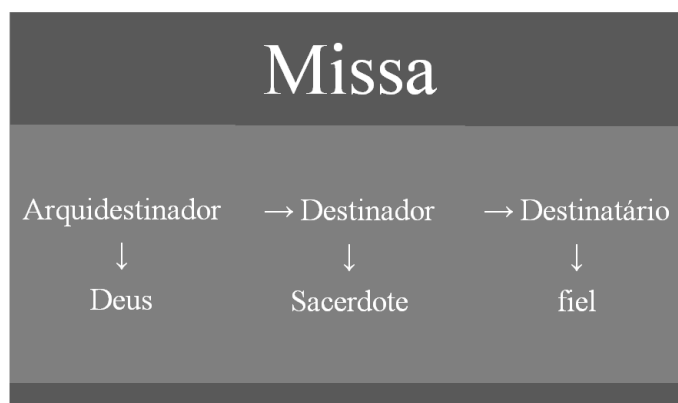 Missa
Arquidestinador → Destinador → Destinatário
↓ ↓ ↓
Deus Sacerdote fiel